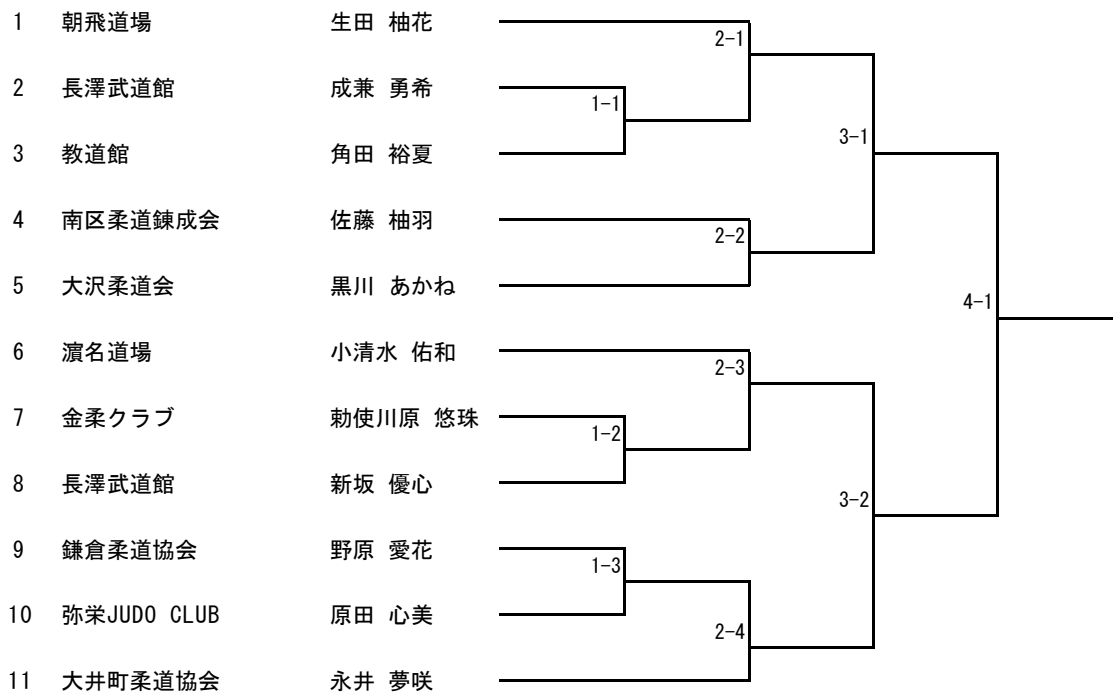 1 朝飛道場 生田 柚花
2-1
2 長澤武道館 成兼 勇希
1-1
3-1
3 教道館 角田 裕夏
4 南区柔道錬成会 佐藤 柚羽
2-2
5 大沢柔道会 黒川 あかね
4-1
6 濵名道場 小清水 佑和
2-3
7 金柔クラブ 勅使川原 悠珠
1-2
8 長澤武道館 新坂 優心
3-2
9 鎌倉柔道協会 野原 愛花
1-3
10 弥栄JUDO CLUB 原田 心美
2-4
11 大井町柔道協会 永井 夢咲